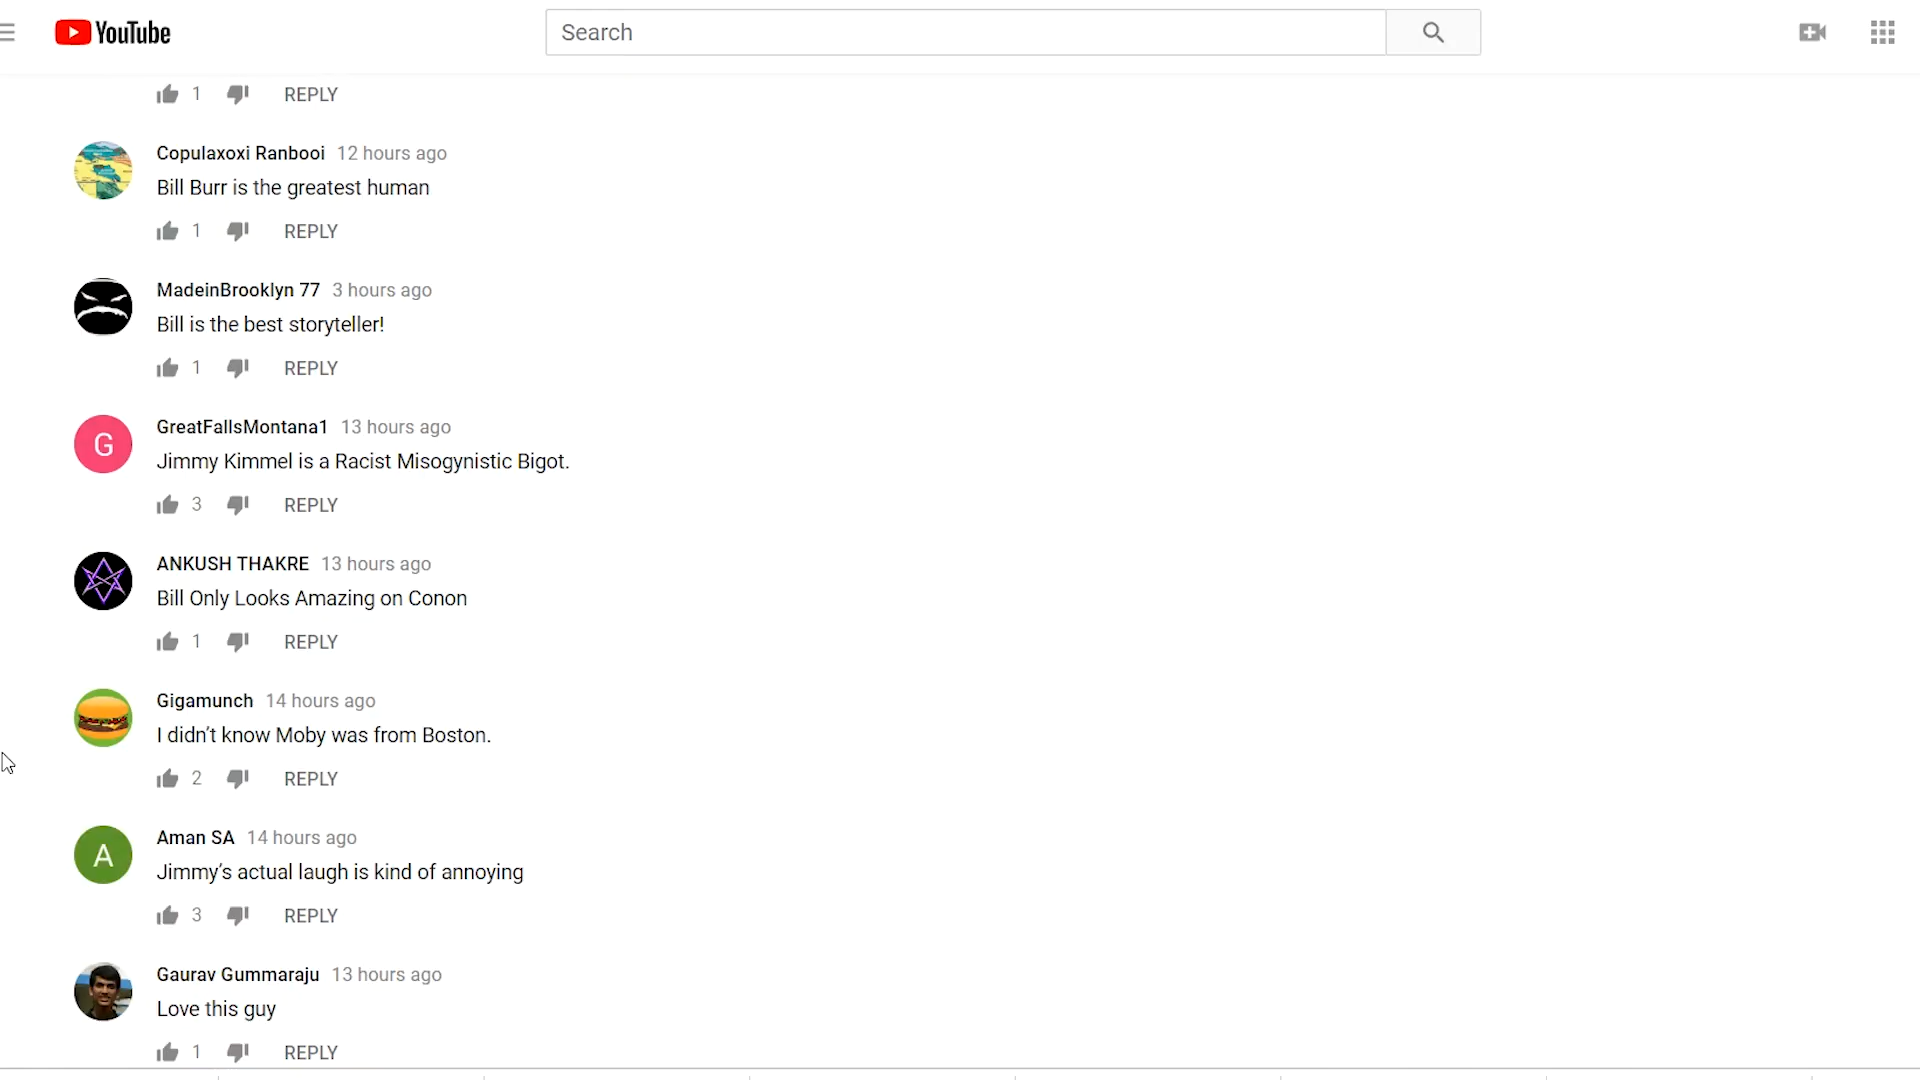 YouTube
Search
1 REPLY
Copulaxoxi Ranbooi 12 hours ago
Bill Burr is the greatest human
1 REPLY
MadeinBrooklyn 77 3 hours ago
Bill is the best storyteller!
1 REPLY
G
GreatFallsMontana1 13 hours ago
Jimmy Kimmel is a Racist Misogynistic Bigot.
3 REPLY
ANKUSH THAKRE 13 hours ago
Bill Only Looks Amazing on Conon
1 REPLY
Gigamunch 14 hours ago
I didn’t know Moby was from Boston.
2 REPLY
A
Aman SA 14 hours ago
Jimmy’s actual laugh is kind of annoying
3 REPLY
Gaurav Gummaraju 13 hours ago
Love this guy
1 REPLY